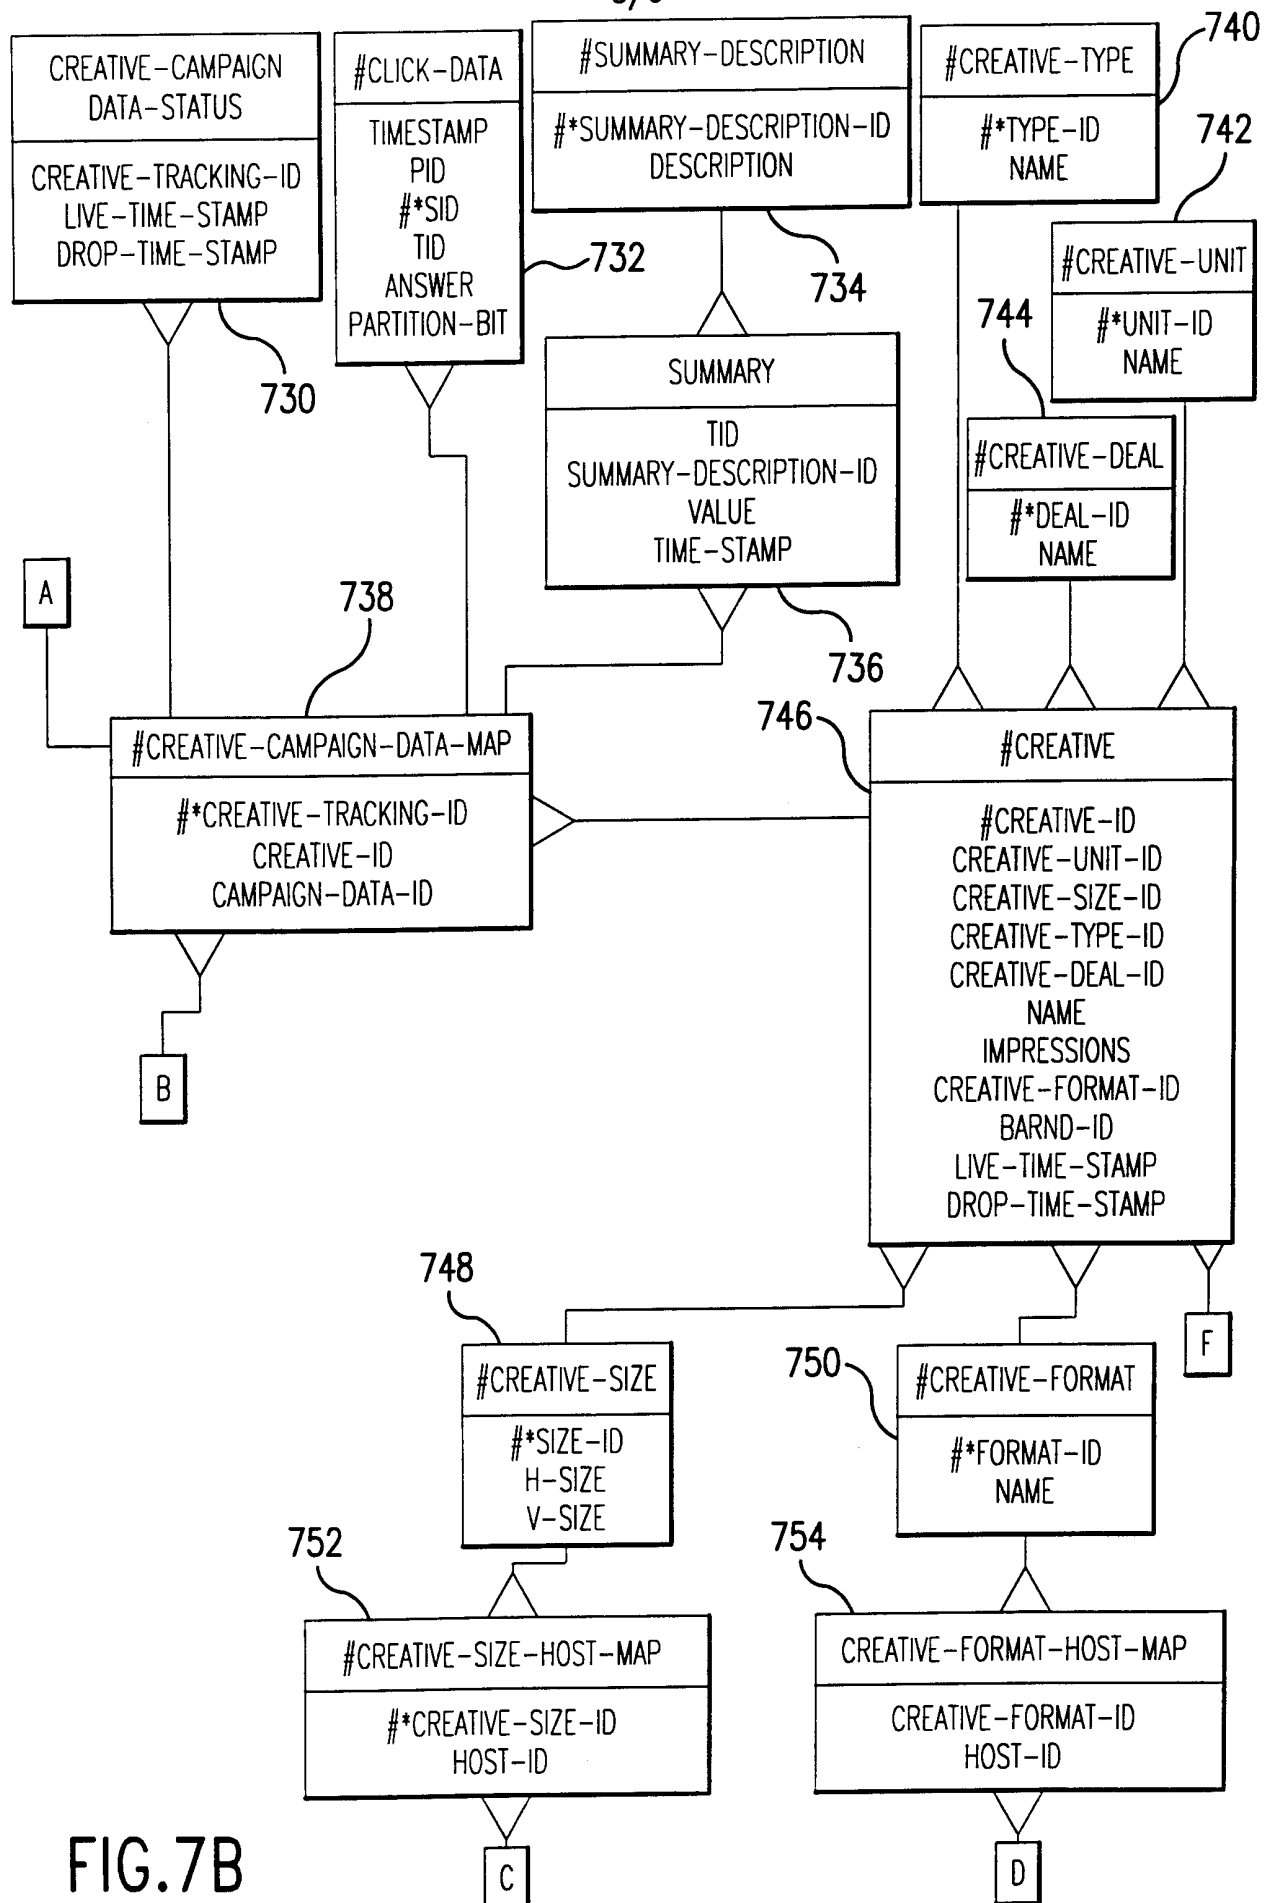 CREATIVE-CAMPAIGN
DATA-STATUS
CREATIVE-TRACKING-ID
LIVE-TIME-STAMP
DROP-TIME-STAMP
730
#CLICK-DATA
TIMESTAMP
PID
#*SID
TID
ANSWER
PARTITION-BIT
732
#SUMMARY-DESCRIPTION
#*SUMMARY-DESCRIPTION-ID
DESCRIPTION
734
#CREATIVE-TYPE
#*TYPE-ID
NAME
740
742
#CREATIVE-UNIT
#*UNIT-ID
NAME
744
#CREATIVE-DEAL
#*DEAL-ID
NAME
SUMMARY
TID
SUMMARY-DESCRIPTION-ID
VALUE
TIME-STAMP
736
A
738
#CREATIVE-CAMPAIGN-DATA-MAP
#*CREATIVE-TRACKING-ID
CREATIVE-ID
CAMPAIGN-DATA-ID
B
746
#CREATIVE
#CREATIVE-ID
CREATIVE-UNIT-ID
CREATIVE-SIZE-ID
CREATIVE-TYPE-ID
CREATIVE-DEAL-ID
NAME
IMPRESSIONS
CREATIVE-FORMAT-ID
BARND-ID
LIVE-TIME-STAMP
DROP-TIME-STAMP
F
748
#CREATIVE-SIZE
#*SIZE-ID
H-SIZE
V-SIZE
750
#CREATIVE-FORMAT
#*FORMAT-ID
NAME
752
#CREATIVE-SIZE-HOST-MAP
#*CREATIVE-SIZE-ID
HOST-ID
C
754
CREATIVE-FORMAT-HOST-MAP
CREATIVE-FORMAT-ID
HOST-ID
D
FIG.7B